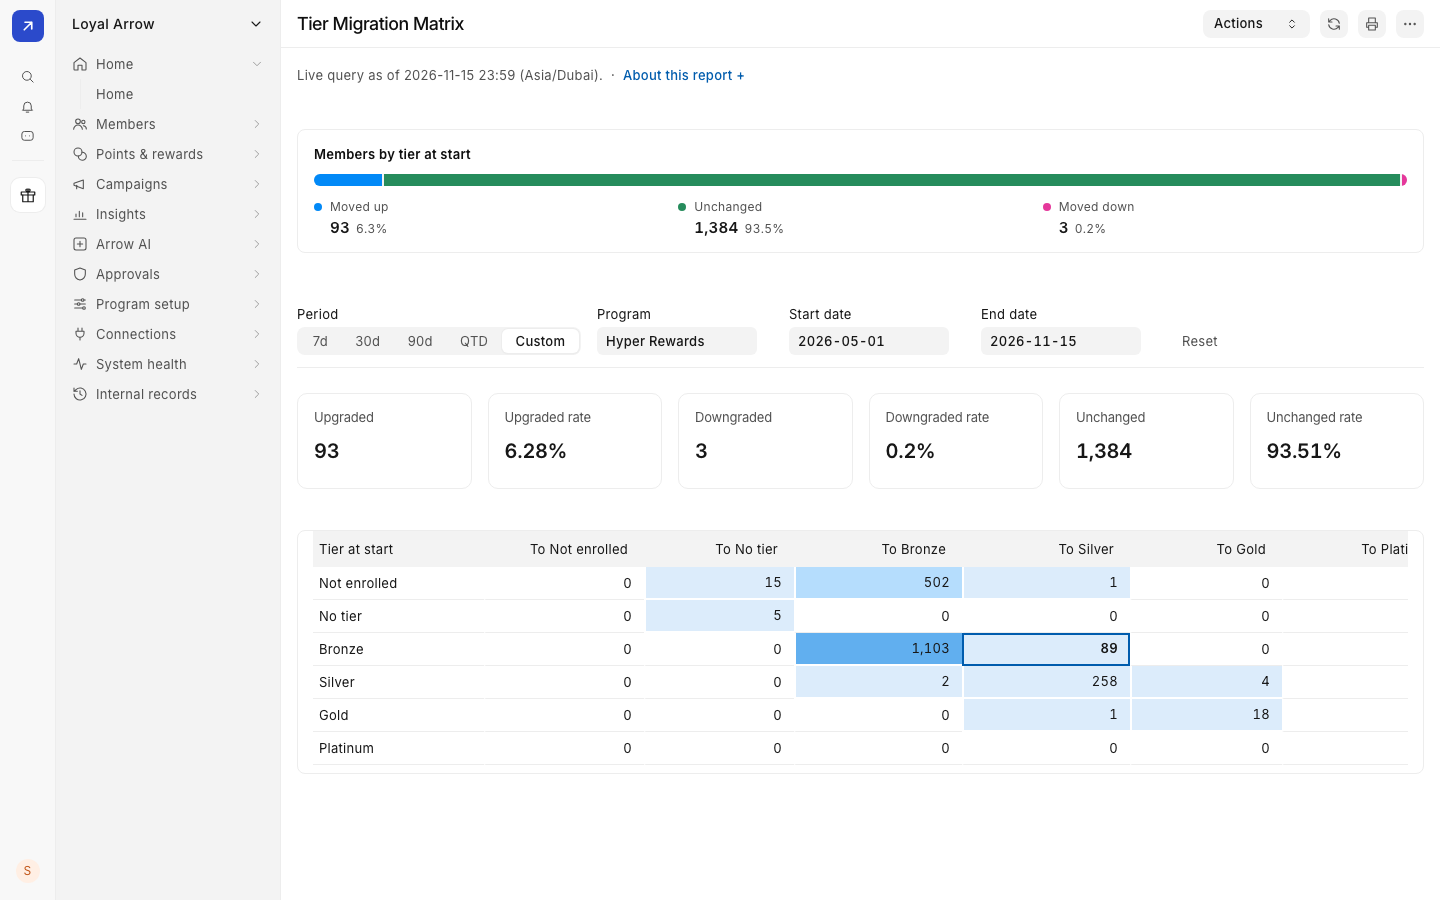 Loyal Arrow
Home
Home
Members
Points & rewards
Campaigns
Insights
Arrow AI
Approvals
Program setup
Connections
System health
Internal records
S
Tier Migration Matrix
Actions
Live query as of 2026-11-15 23:59 (Asia/Dubai). · About this report +
Members by tier at start
Moved up Unchanged Moved down
93 6.3% 1,384 93.5% 3 0.2%
Period Program Start date End date
7d 30d 90d QTD Custom Hyper Rewards 2026-05-01 2026-11-15 Reset
Upgraded Upgraded rate Downgraded Downgraded rate Unchanged Unchanged rate
93 6.28% 3 0.2% 1,384 93.51%
Tier at start To Not enrolled To No tier To Bronze To Silver To Gold To Plati
Not enrolled 0 15 502 1 0
No tier 0 5 0 0 0
Bronze 0 0 1,103 89 0
Silver 0 0 2 258 4
Gold 0 0 0 1 18
Platinum 0 0 0 0 0